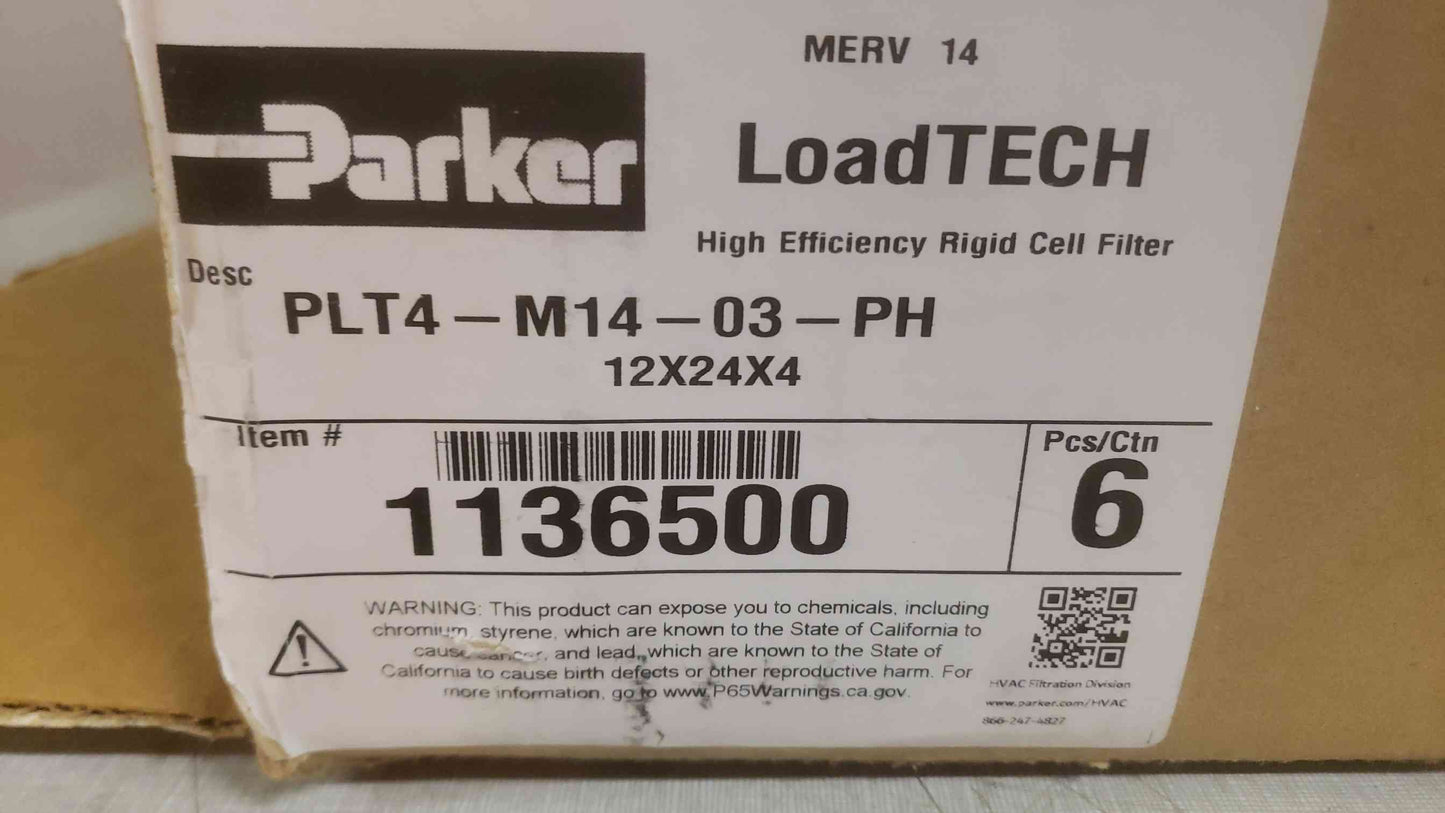 Parker
MERV 14
LoadTECH
High Efficiency Rigid Cell Filter
Desc
PLT4-M14-03-PH
12X24X4
Item #
1136500
Pcs/Ctn
6
WARNING: This product can expose you to chemicals, including
chromium, styrene, which are known to the State of California to
cause cancer, and lead, which are known to the State of
California to cause birth defects or other reproductive harm. For
more information, go to www.P65Warnings.ca.gov.
HVAC Filtration Division
www.parker.com/HVAC
866-247-4827